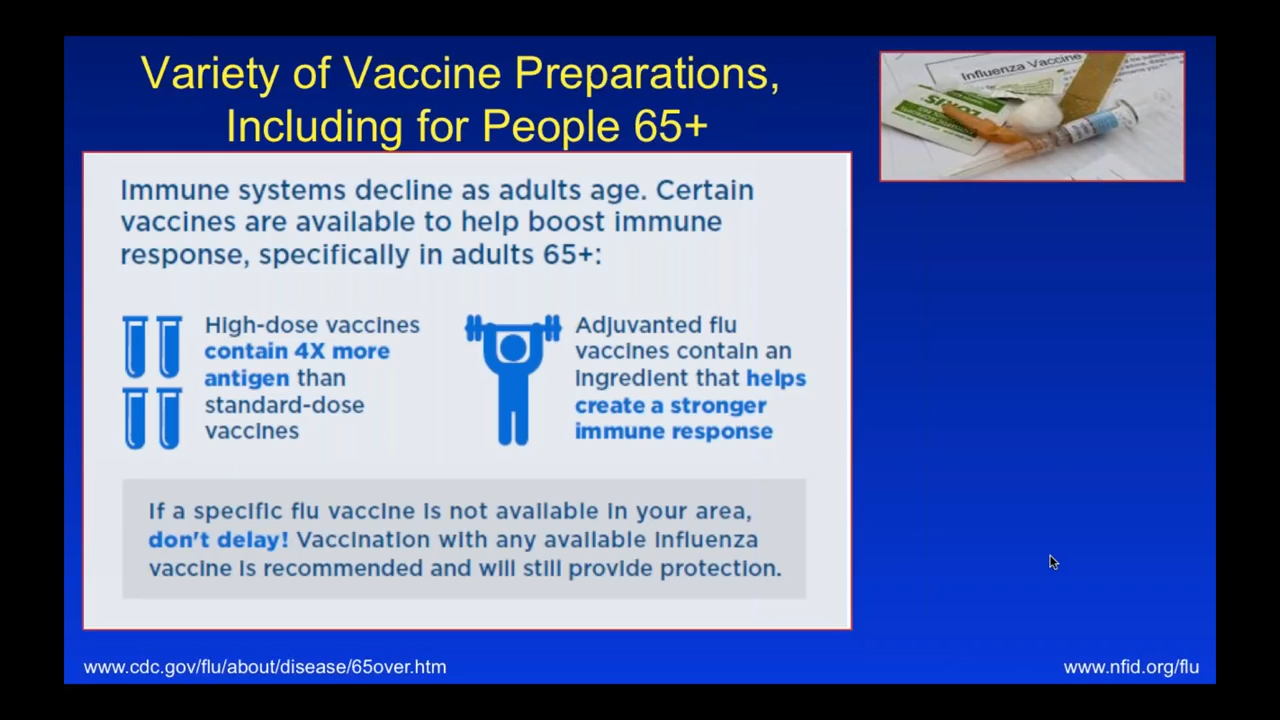 Variety of Vaccine Preparations,
Including for People 65+
Influenza Vaccine
Immune systems decline as adults age. Certain
vaccines are available to help boost immune
response, specifically in adults 65+:
High-dose vaccines
contain 4X more
antigen than
standard-dose
vaccines
Adjuvanted flu
vaccines contain an
ingredient that helps
create a stronger
immune response
If a specific flu vaccine is not available in your area,
don't delay! Vaccination with any available influenza
vaccine is recommended and will still provide protection.
www.cdc.gov/flu/about/disease/65over.htm
www.nfid.org/flu